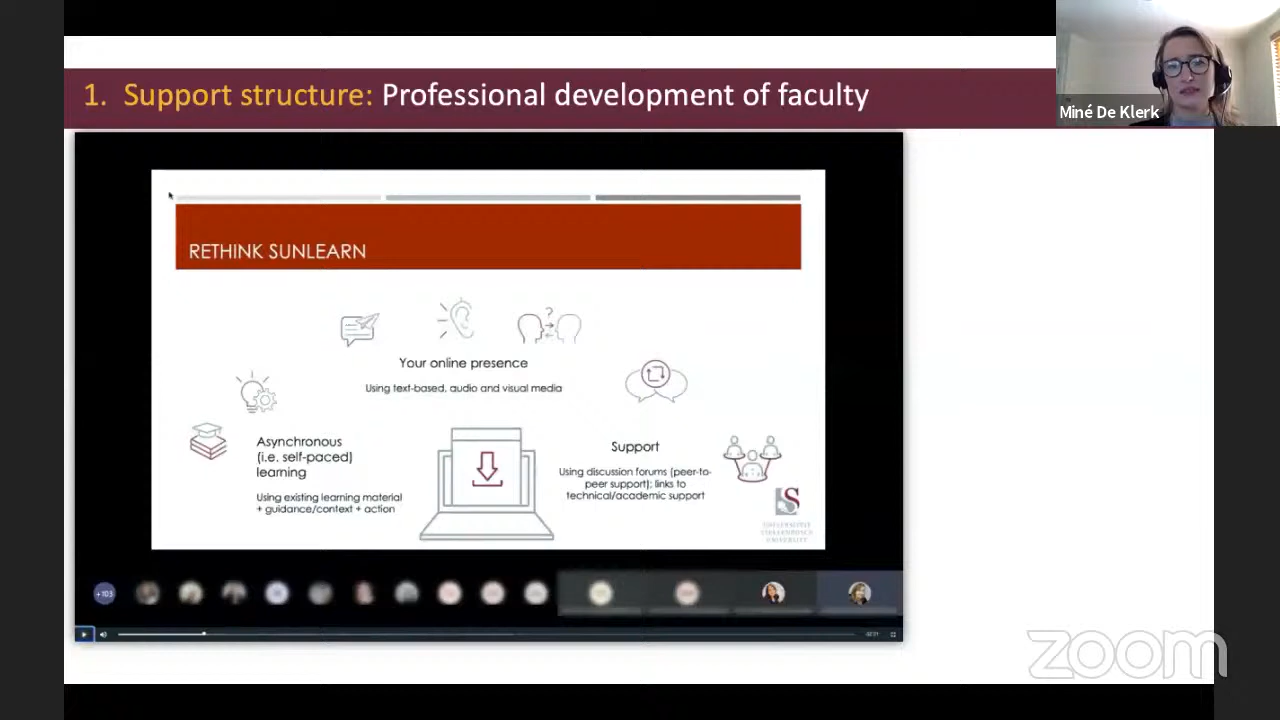 1. Support structure: Professional development of faculty
Miné De Klerk
RETHINK SUNLEARN
Your online presence
Using text-based, audio and visual media
Asynchronous
(i.e. self-paced)
learning
Using existing learning material
+ guidance/context + action
Support
Using discussion forums (peer-to-
peer support); links to
technical/academic support
UNIVERSITEIT
STELLENBOSCH
UNIVERSITY
+103
zoom